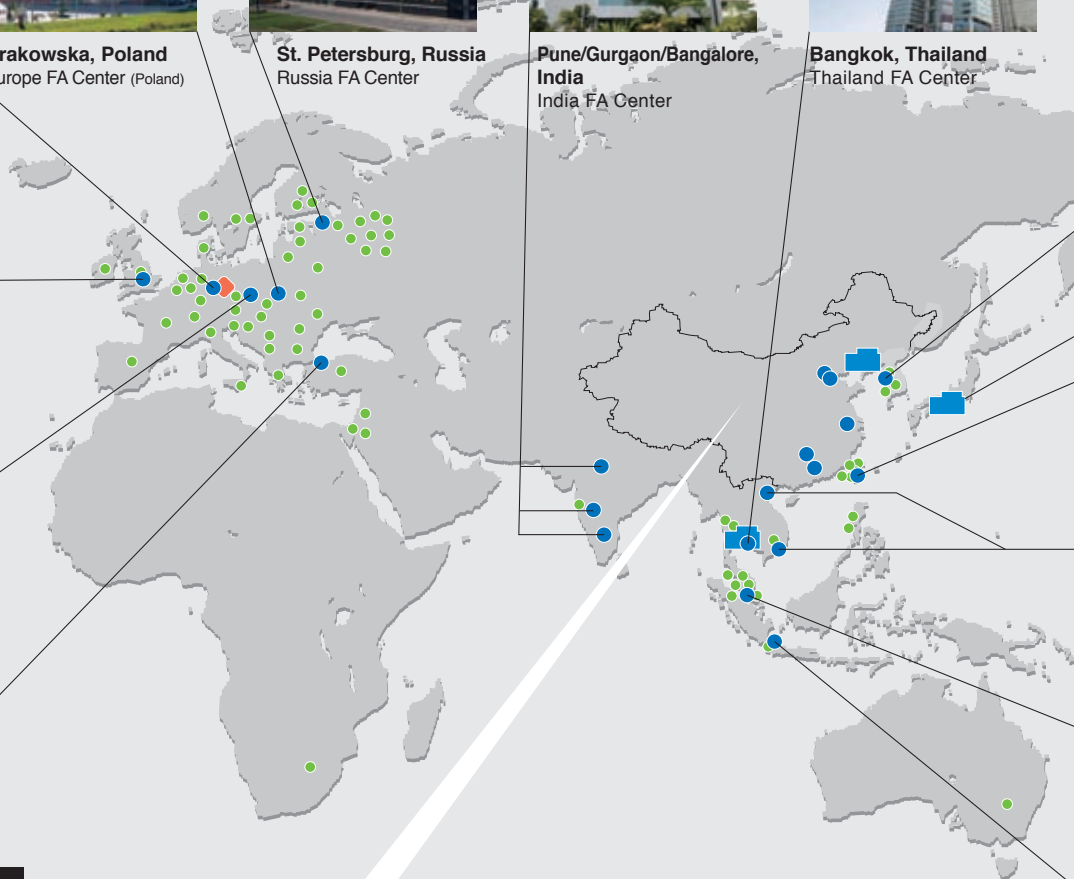 rakowska, Poland
urope FA Center (Poland)
St. Petersburg, Russia
Russia FA Center
Pune/Gurgaon/Bangalore,
India
India FA Center
Bangkok, Thailand
Thailand FA Center